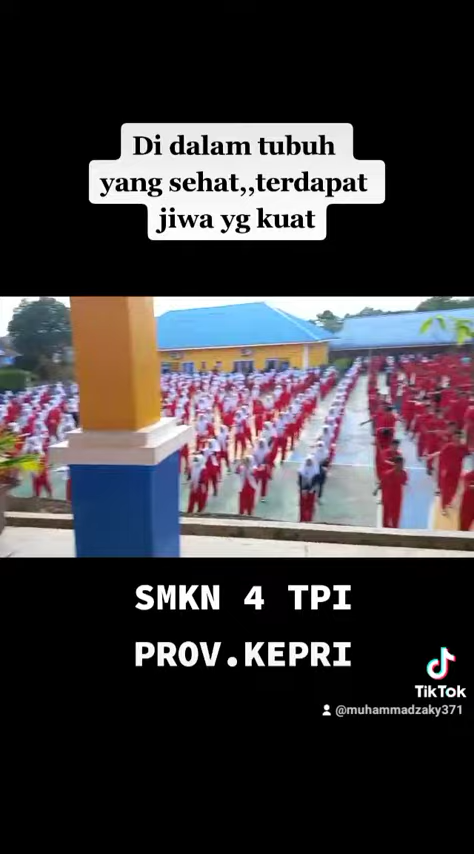 Di dalam tubuh
yang sehat,,terdapat
jiwa yg kuat
SMKN 4 TPI
PROV.KEPRI
TikTok
@muhammadzaky371